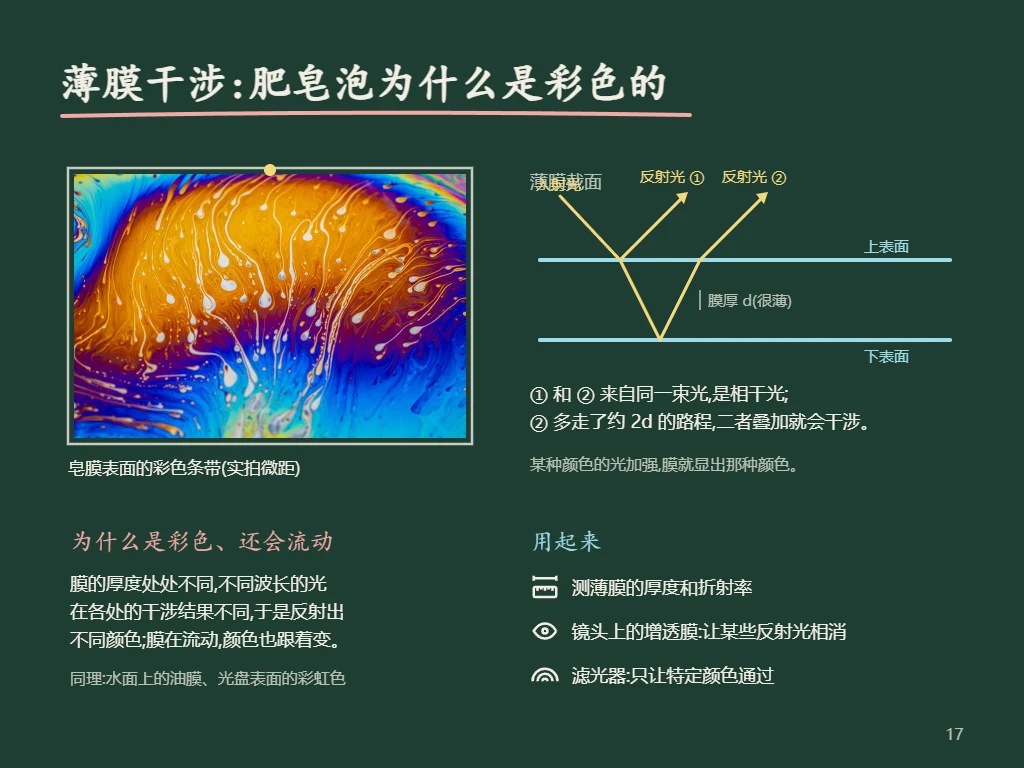 薄膜干涉:肥皂泡为什么是彩色的
薄膜截面
入射光
反射光 ①
反射光 ②
上表面
膜厚 d(很薄)
下表面
① 和 ② 来自同一束光,是相干光;
② 多走了约 2d 的路程,二者叠加就会干涉。
某种颜色的光加强,膜就显出那种颜色。
皂膜表面的彩色条带(实拍微距)
为什么是彩色、还会流动
膜的厚度处处不同,不同波长的光
在各处的干涉结果不同,于是反射出
不同颜色;膜在流动,颜色也跟着变。
同理:水面上的油膜、光盘表面的彩虹色
用起来
测薄膜的厚度和折射率
镜头上的增透膜:让某些反射光相消
滤光器:只让特定颜色通过
17